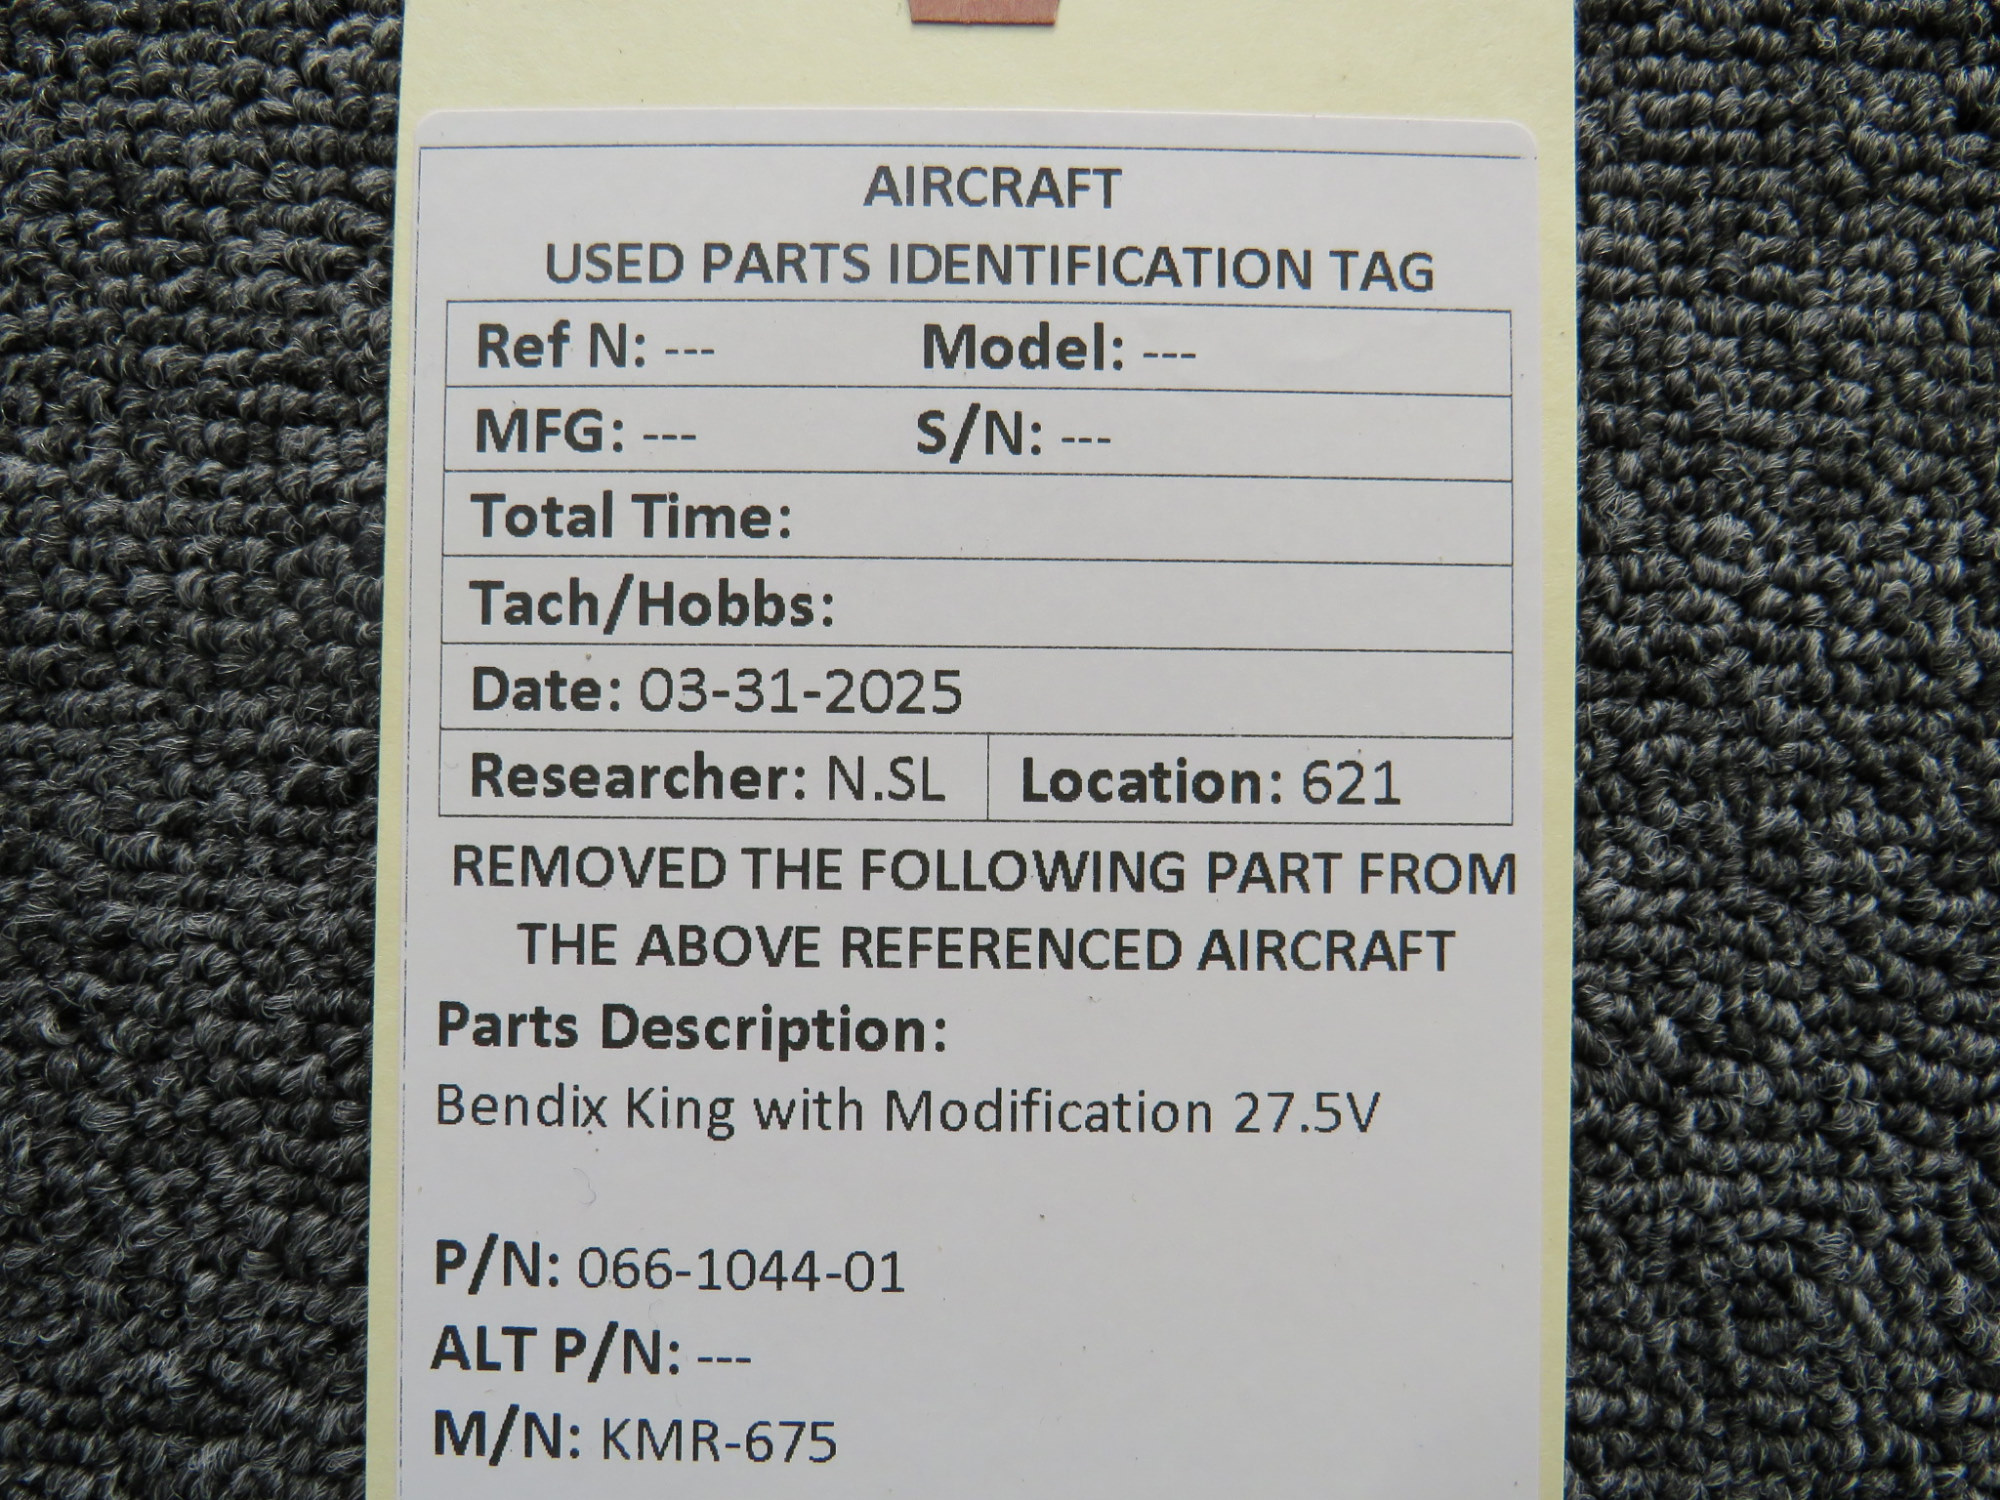 AIRCRAFT
USED PARTS IDENTIFICATION TAG
Ref N: --- Model: ---
MFG: --- S/N: ---
Total Time:
Tach/Hobbs:
Date: 03-31-2025
Researcher: N.SL Location: 621
REMOVED THE FOLLOWING PART FROM
THE ABOVE REFERENCED AIRCRAFT
Parts Description:
Bendix King with Modification 27.5V
P/N: 066-1044-01
ALT P/N: ---
M/N: KMR-675